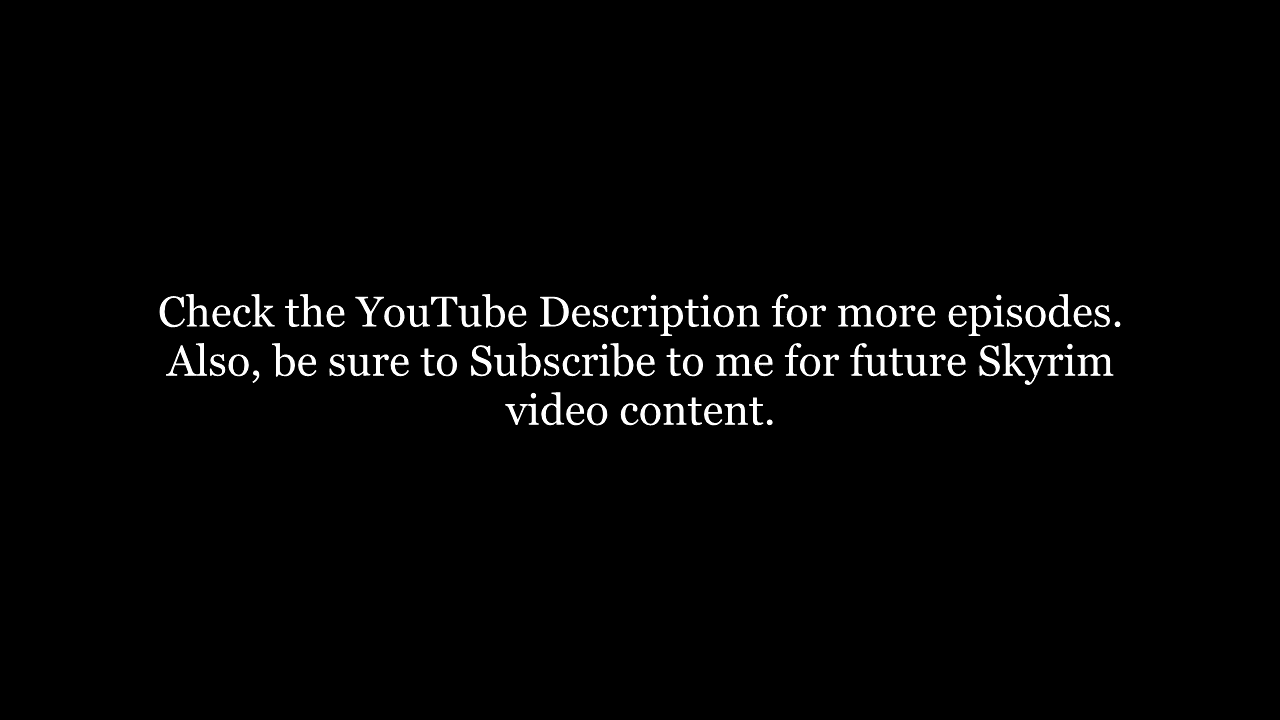 Check the YouTube Description for more episodes.
Also, be sure to Subscribe to me for future Skyrim
video content.